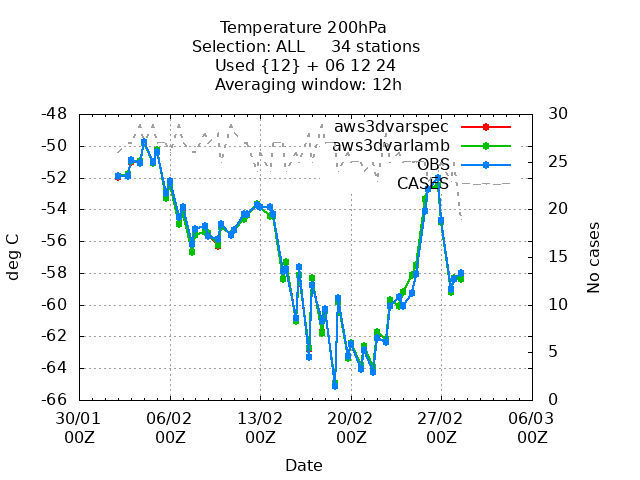 Temperature 200hPa
Selection: ALL 34 stations
Used {12} + 06 12 24
Averaging window: 12h
-48 30
-50 25
-52 20
-54 15
-56 10
-58 5
-60 0
-62
-64
-66
deg C
No cases
aws3dvarspec
aws3dvarlamb
OBS
CASES
30/01 06/02 13/02 20/02 27/02 06/03
00Z 00Z 00Z 00Z 00Z 00Z
Date